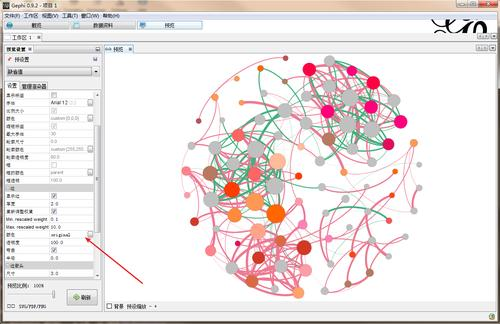 Gephi 0.9.2 - 项目 1
文件(F) 工作区 视图(V) 工具(T) 窗口(W) 帮助(H)
概览 数据资料 预览
工作区 1
预览设置 预览
预设置
缺省值
设置 管理渲染器
显示标签
字体 Arial 12
比例大小
颜色 custom [0,0,0]
缩短标签
最大字符 30
轮廓尺寸 0.0
轮廓颜色 custom [255,255
轮廓透明度 80.0
框
框的颜色 parent
框透明 100.0
边
显示边
厚度 2.0
重新调整权重
Min. rescaled weight 0.1
Max. rescaled weight 10.0
颜色 original
透明度 100.0
弯曲
半径 0.0
边箭头
尺寸 3.0
预览比例: 100%
刷新
SVG/PDF/PNG
背景 重设缩放 - +